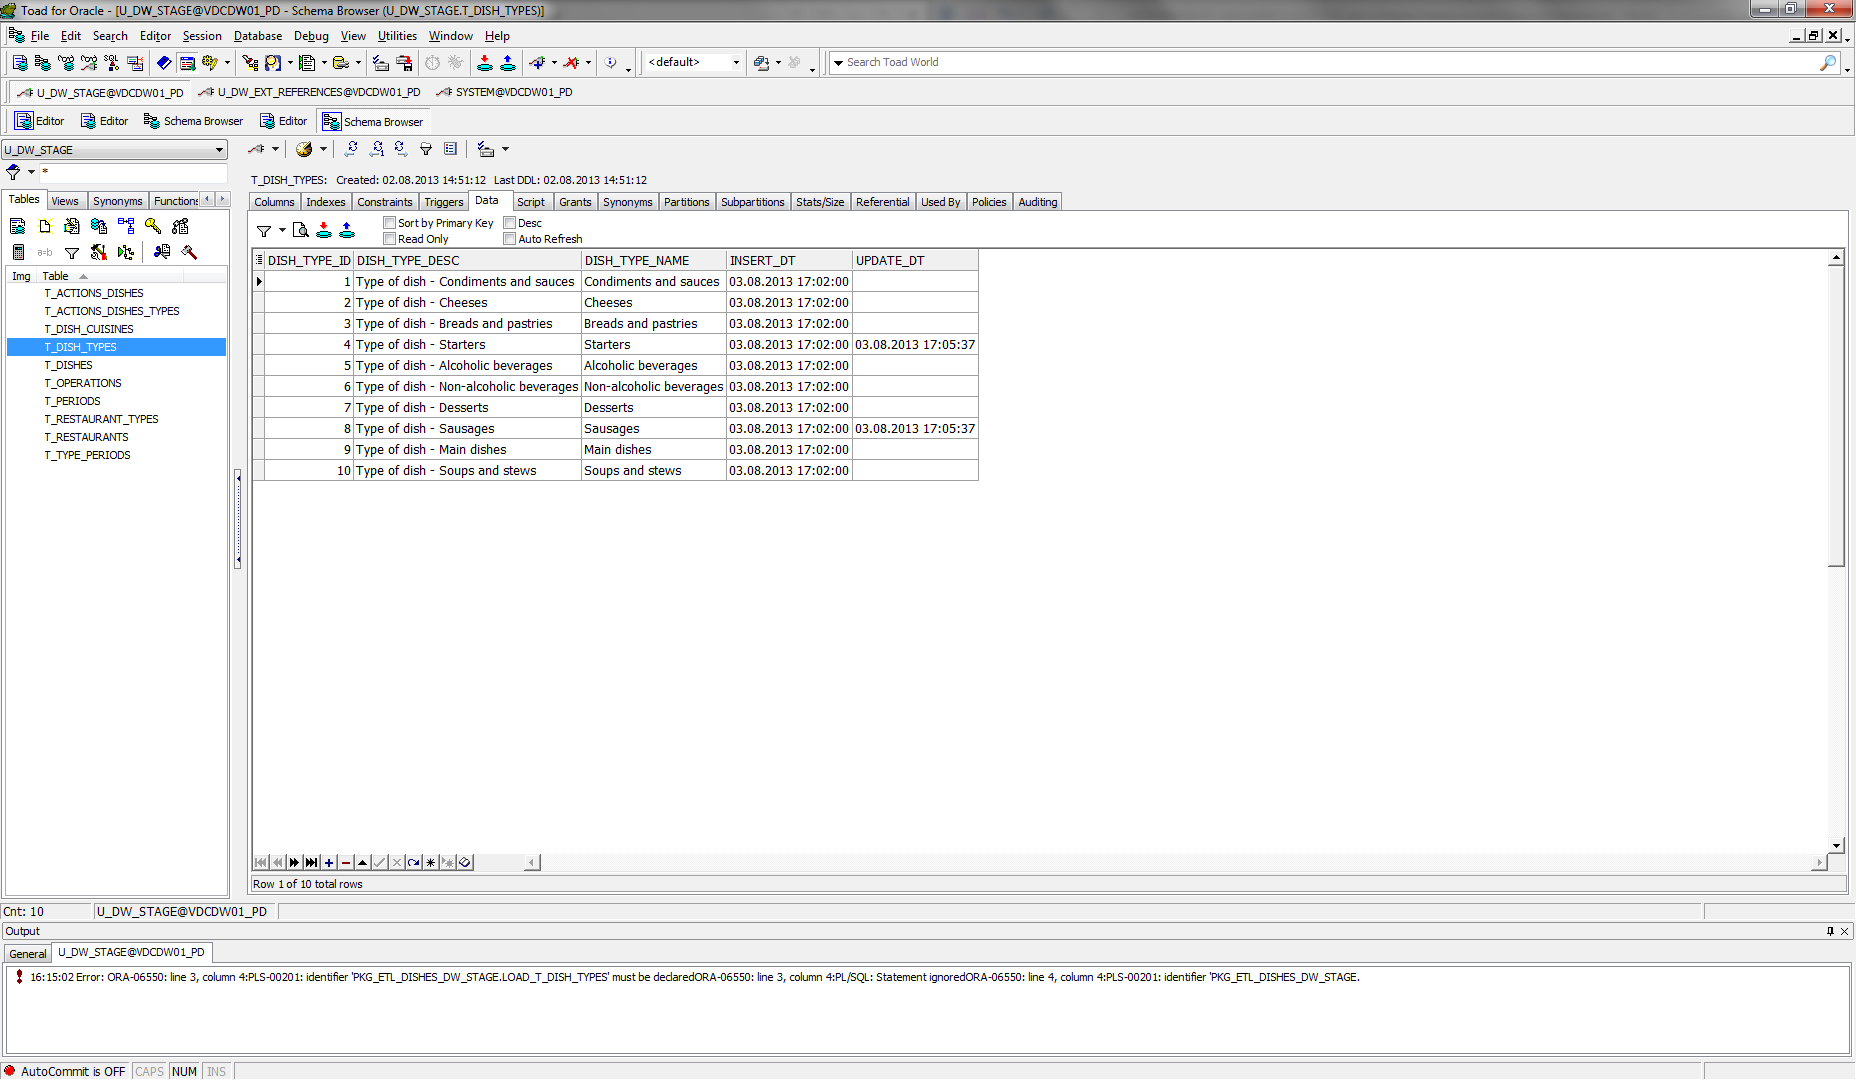 Toad for Oracle - [U_DW_STAGE@VDCDW01_PD - Schema Browser (U_DW_STAGE.T_DISH_TYPES)]
File Edit Search Editor Session Database Debug View Utilities Window Help
SQL <default> Search Toad World
U_DW_STAGE@VDCDW01_PD U_DW_EXT_REFERENCES@VDCDW01_PD SYSTEM@VDCDW01_PD
Editor Editor Schema Browser Editor Schema Browser
U_DW_STAGE
*
Tables Views Synonyms Functions
a=b
Img Table
T_ACTIONS_DISHES
T_ACTIONS_DISHES_TYPES
T_DISH_CUISINES
T_DISH_TYPES
T_DISHES
T_OPERATIONS
T_PERIODS
T_RESTAURANT_TYPES
T_RESTAURANTS
T_TYPE_PERIODS
T_DISH_TYPES: Created: 02.08.2013 14:51:12 Last DDL: 02.08.2013 14:51:12
Columns Indexes Constraints Triggers Data Script Grants Synonyms Partitions Subpartitions Stats/Size Referential Used By Policies Auditing
Sort by Primary Key Desc
Read Only Auto Refresh
DISH_TYPE_ID DISH_TYPE_DESC DISH_TYPE_NAME INSERT_DT UPDATE_DT
1 Type of dish - Condiments and sauces Condiments and sauces 03.08.2013 17:02:00
2 Type of dish - Cheeses Cheeses 03.08.2013 17:02:00
3 Type of dish - Breads and pastries Breads and pastries 03.08.2013 17:02:00
4 Type of dish - Starters Starters 03.08.2013 17:02:00 03.08.2013 17:05:37
5 Type of dish - Alcoholic beverages Alcoholic beverages 03.08.2013 17:02:00
6 Type of dish - Non-alcoholic beverages Non-alcoholic beverages 03.08.2013 17:02:00
7 Type of dish - Desserts Desserts 03.08.2013 17:02:00
8 Type of dish - Sausages Sausages 03.08.2013 17:02:00 03.08.2013 17:05:37
9 Type of dish - Main dishes Main dishes 03.08.2013 17:02:00
10 Type of dish - Soups and stews Soups and stews 03.08.2013 17:02:00
Row 1 of 10 total rows
Cnt: 10 U_DW_STAGE@VDCDW01_PD
Output
General U_DW_STAGE@VDCDW01_PD
16:15:02 Error: ORA-06550: line 3, column 4:PLS-00201: identifier 'PKG_ETL_DISHES_DW_STAGE.LOAD_T_DISH_TYPES' must be declaredORA-06550: line 3, column 4:PL/SQL: Statement ignoredORA-06550: line 4, column 4:PLS-00201: identifier 'PKG_ETL_DISHES_DW_STAGE.
AutoCommit is OFF CAPS NUM INS